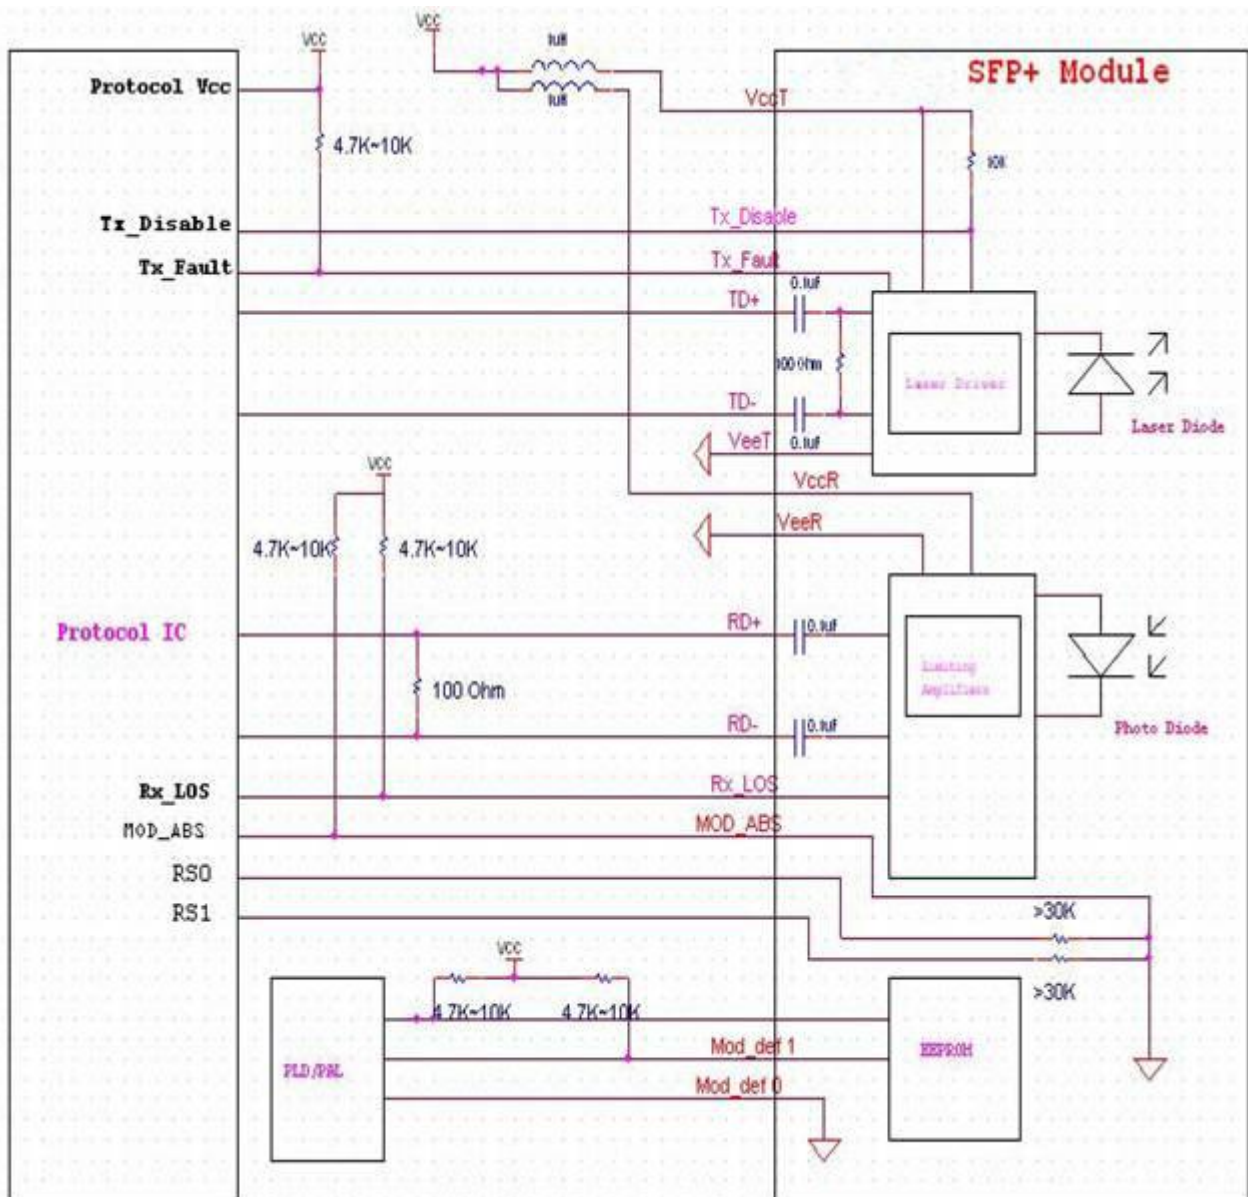 Vcc
Vcc
1uH
SFP+ Module
Protocol Vcc
1uH
VccT
4.7K~10K
10K
Tx_Disable
Tx_Disable
Tx_Fault
Tx_Fault
0.1uf
TD+
100 Ohm
Laser Driver
TD-
Laser Diode
VeeT
0.1uf
Vcc
VccR
VeeR
4.7K~10K
4.7K~10K
Protocol IC
RD+
0.1uf
Limiting
Amplifiers
100 Ohm
RD-
0.1uf
Photo Diode
Rx_LOS
Rx_LOS
MOD_ABS
MOD_ABS
RS0
RS1
>30K
Vcc
>30K
4.7K~10K
4.7K~10K
Mod_def 1
EEPROM
PLD/PAL
Mod_def 0